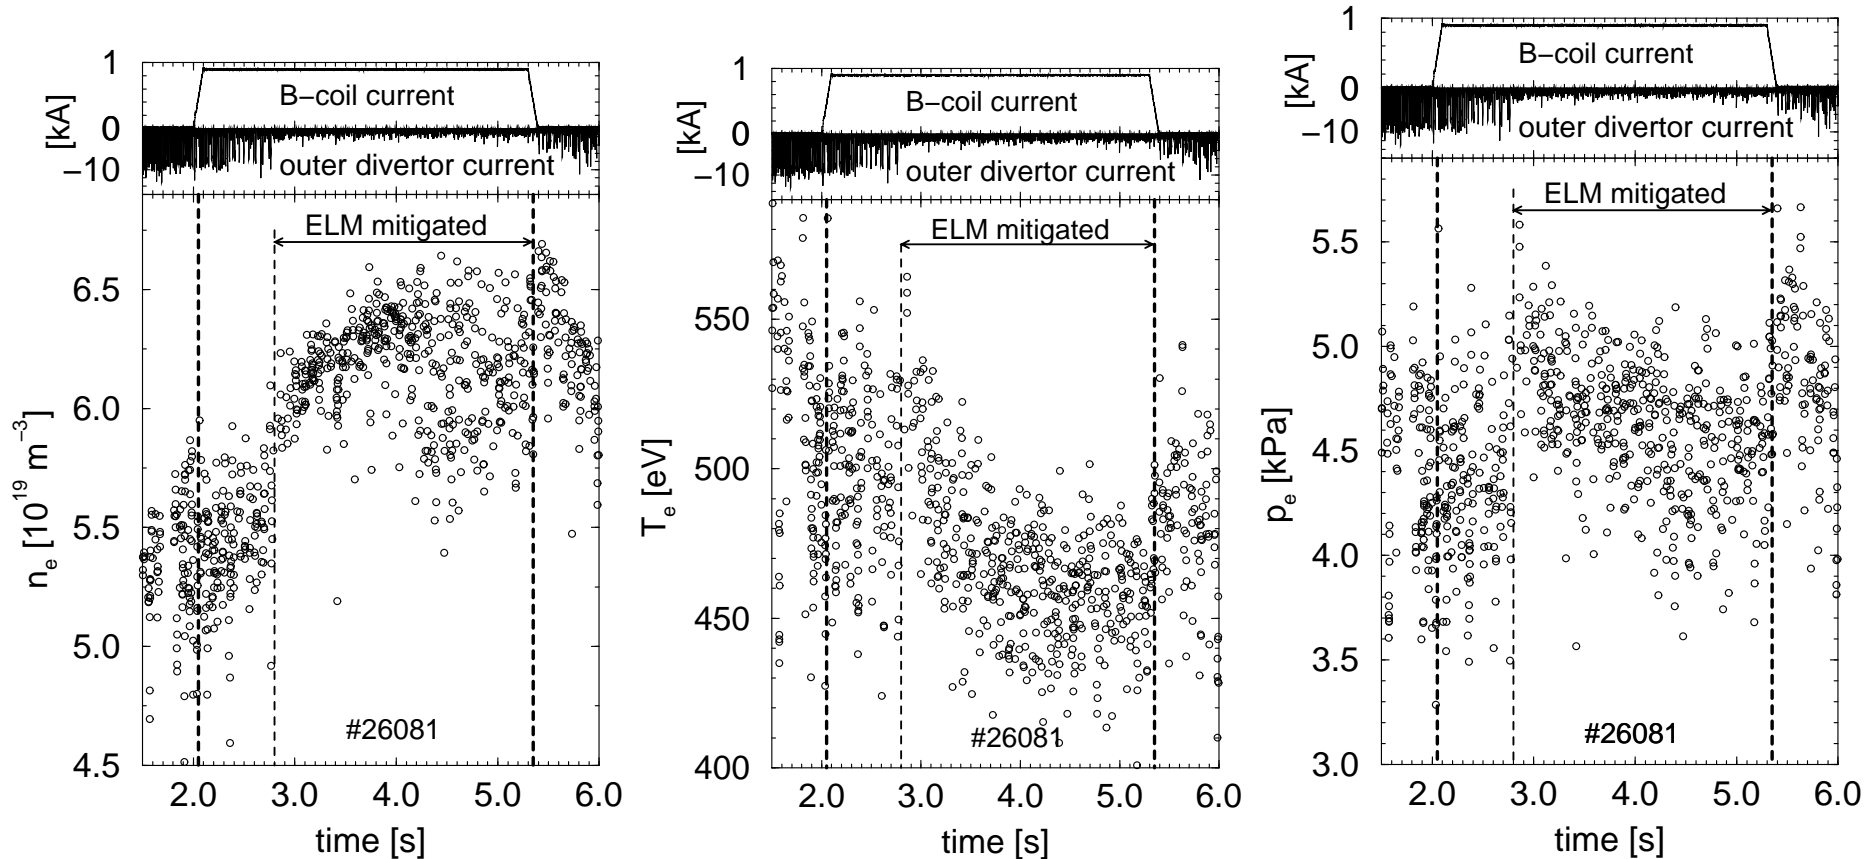 1
0
−10
[kA]
B−coil current
outer divertor current
ELM mitigated
6.5
6.0
5.5
5.0
4.5
n_e [10^19 m^−3]
#26081
2.0 3.0 4.0 5.0 6.0
time [s]
1
0
−10
[kA]
B−coil current
outer divertor current
ELM mitigated
550
500
450
400
T_e [eV]
#26081
2.0 3.0 4.0 5.0 6.0
time [s]
1
0
−10
[kA]
B−coil current
outer divertor current
ELM mitigated
5.5
5.0
4.5
4.0
3.5
3.0
p_e [kPa]
#26081
2.0 3.0 4.0 5.0 6.0
time [s]